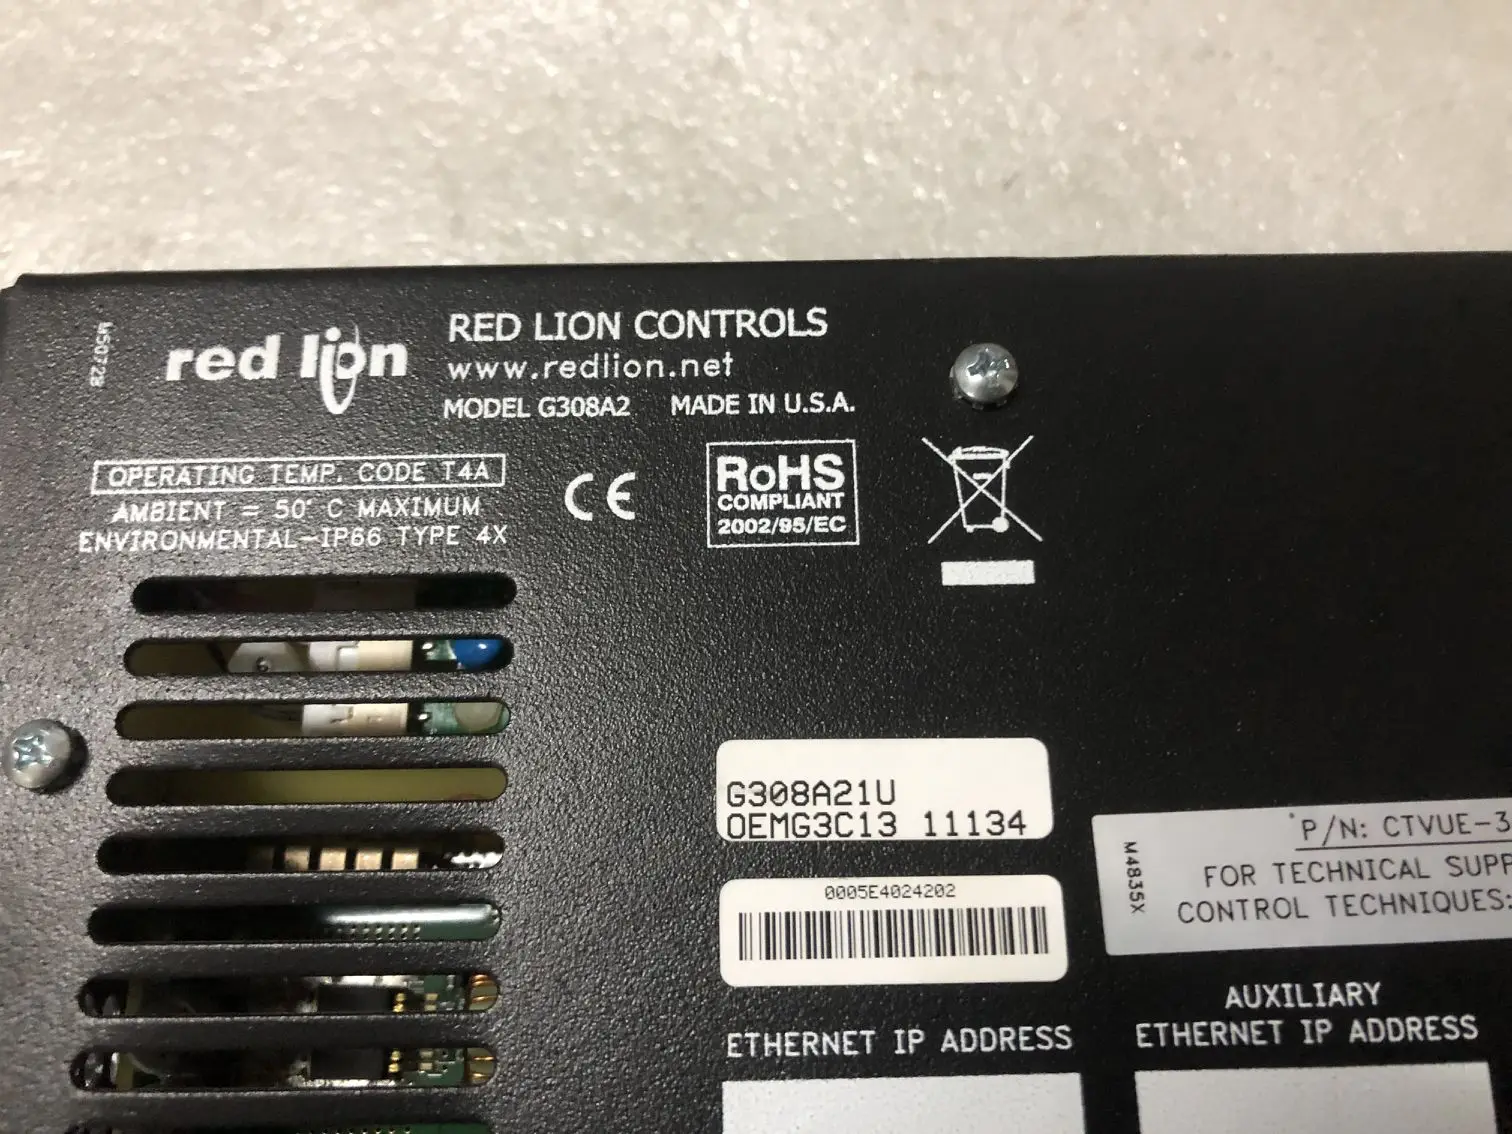 red lion
RED LION CONTROLS
www.redlion.net
MODEL G308A2 MADE IN U.S.A.
OPERATING TEMP. CODE T4A
AMBIENT = 50° C MAXIMUM
ENVIRONMENTAL-IP66 TYPE 4X
CE
RoHS
COMPLIANT
2002/95/EC
G308A21U
OEMG3C13 11134
0005E4024202
M4835X
P/N: CTVUE-3
FOR TECHNICAL SUPP
CONTROL TECHNIQUES:
ETHERNET IP ADDRESS
AUXILIARY
ETHERNET IP ADDRESS